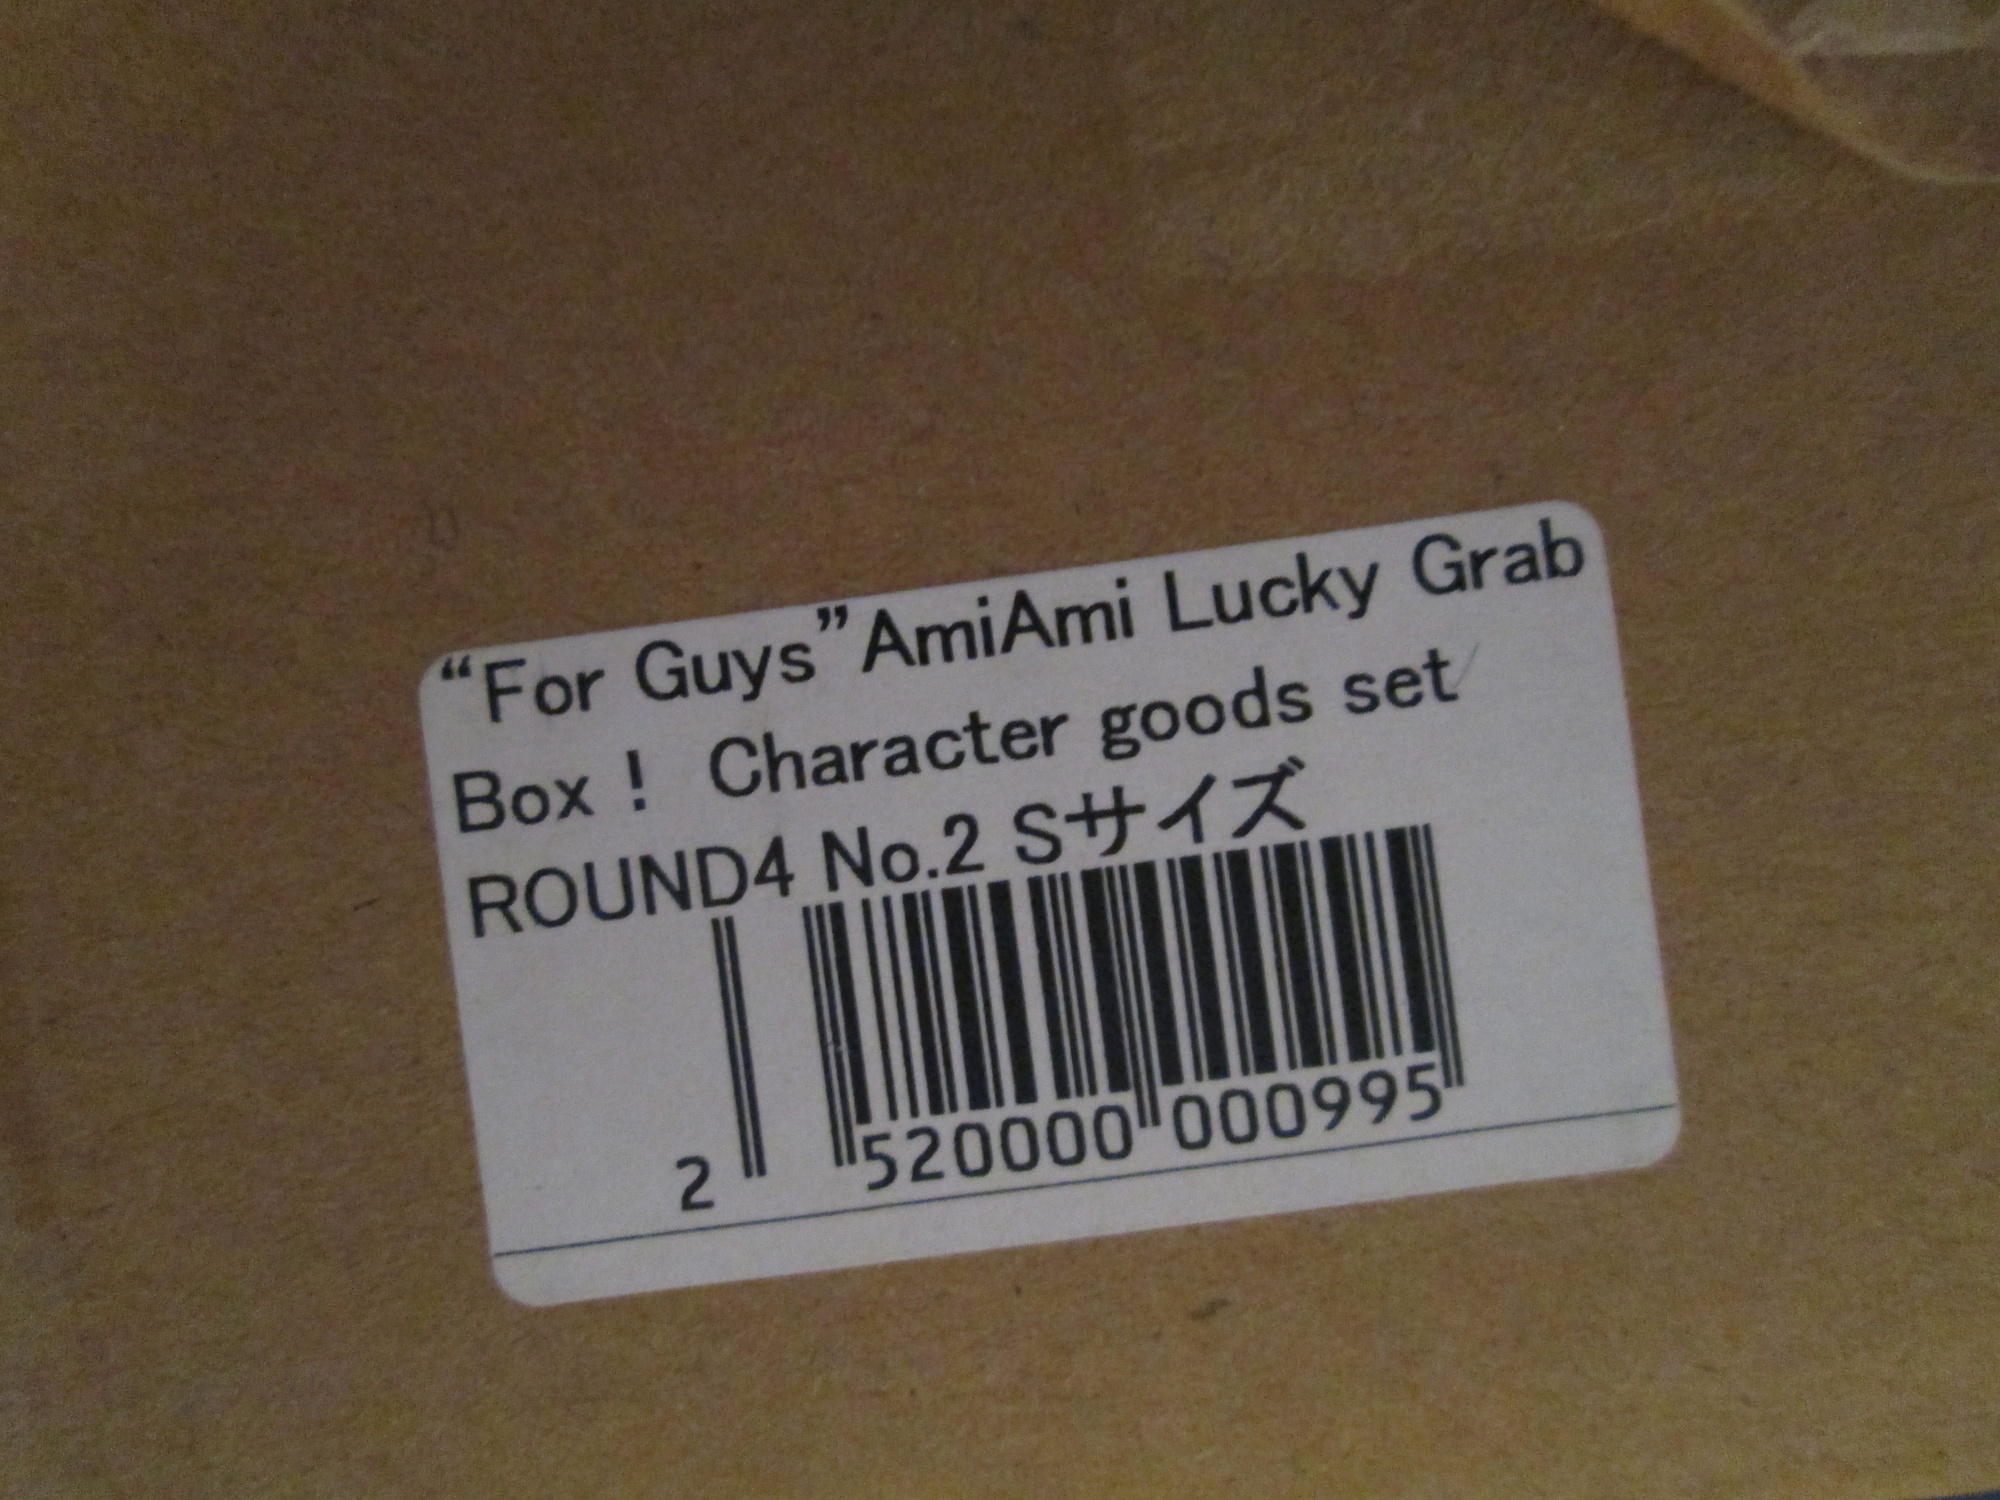 “For Guys”AmiAmi Lucky Grab
Box！ Character goods set
ROUND4 No.2 Sサイズ
2 520000 000995